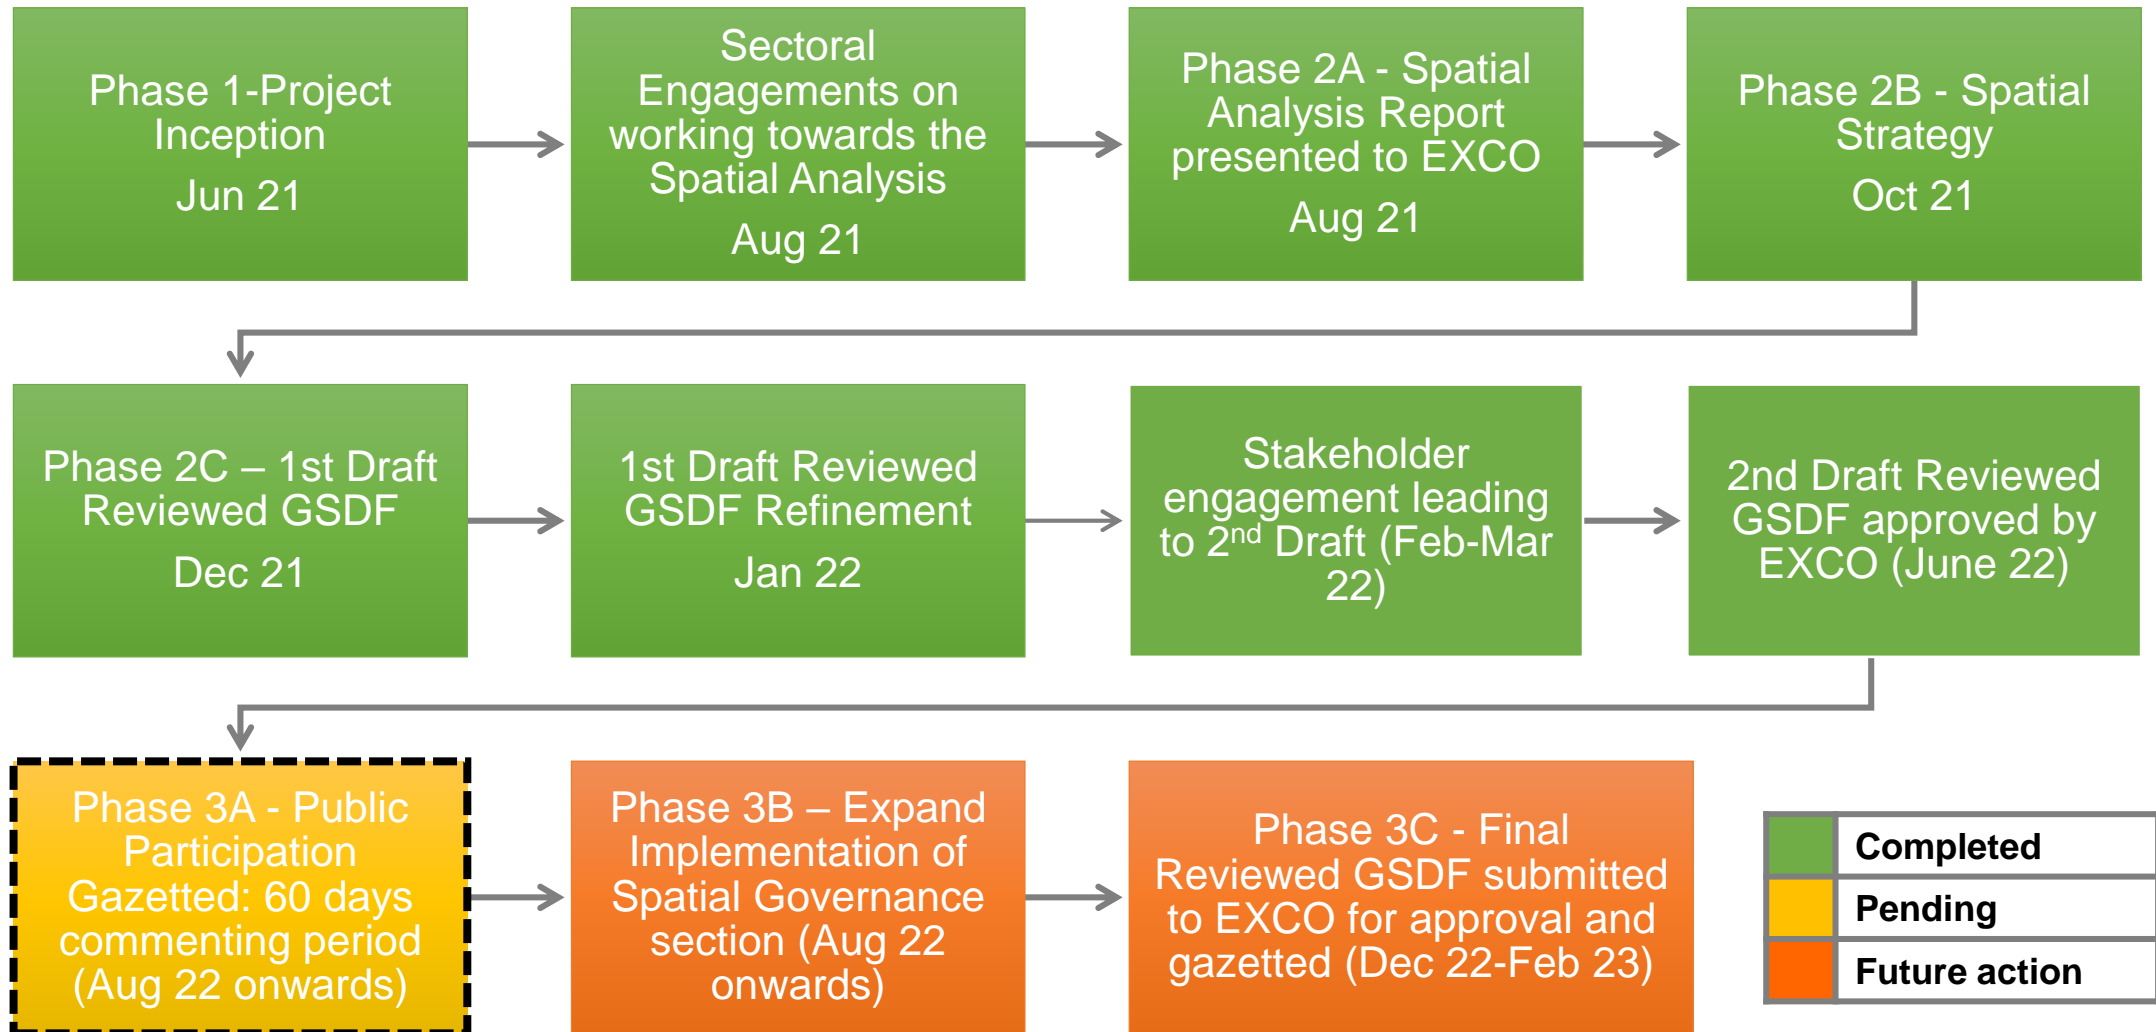 Phase 1-Project
Inception
Jun 21
Sectoral
Engagements on
working towards the
Spatial Analysis
Aug 21
Phase 2A - Spatial
Analysis Report
presented to EXCO
Aug 21
Phase 2B - Spatial
Strategy
Oct 21
Phase 2C – 1st Draft
Reviewed GSDF
Dec 21
1st Draft Reviewed
GSDF Refinement
Jan 22
Stakeholder
engagement leading
to 2nd Draft (Feb-Mar
22)
2nd Draft Reviewed
GSDF approved by
EXCO (June 22)
Phase 3A - Public
Participation
Gazetted: 60 days
commenting period
(Aug 22 onwards)
Phase 3B – Expand
Implementation of
Spatial Governance
section (Aug 22
onwards)
Phase 3C - Final
Reviewed GSDF submitted
to EXCO for approval and
gazetted (Dec 22-Feb 23)
Completed
Pending
Future action